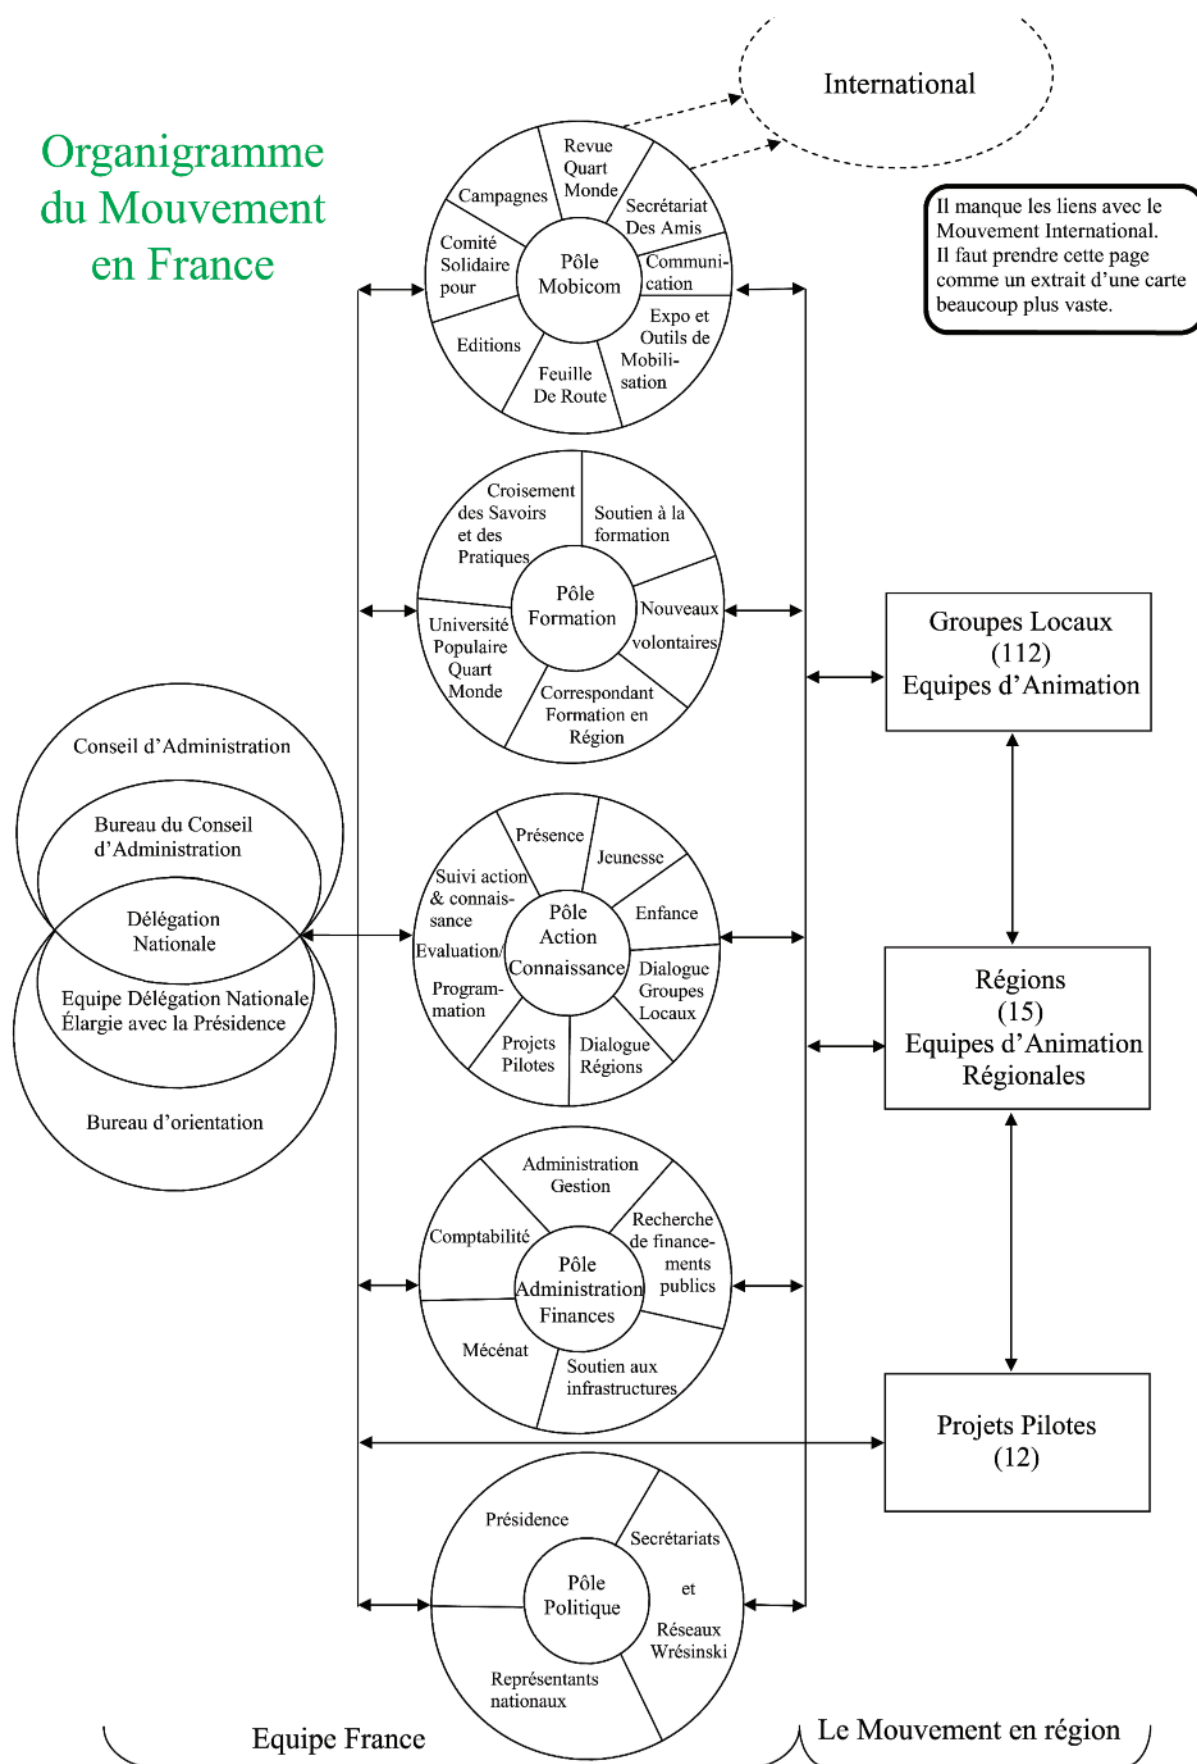 Organigramme
du Mouvement
en France
International
Il manque les liens avec le
Mouvement International.
Il faut prendre cette page
comme un extrait d'une carte
beaucoup plus vaste.
Pôle
Mobicom
Revue
Quart
Monde
Secrétariat
Des Amis
Communi-
cation
Expo et
Outils de
Mobili-
sation
Feuille
De Route
Editions
Comité
Solidaire
pour
Campagnes
Pôle
Formation
Croisement
des Savoirs
et des
Pratiques
Soutien à la
formation
Nouveaux
volontaires
Correspondant
Formation en
Région
Université
Populaire
Quart
Monde
Conseil d'Administration
Bureau du Conseil
d'Administration
Délégation
Nationale
Equipe Délégation Nationale
Élargie avec la Présidence
Bureau d'orientation
Pôle
Action
Connaissance
Présence
Jeunesse
Enfance
Dialogue
Groupes
Locaux
Dialogue
Régions
Projets
Pilotes
Suivi action
& connais-
sance
Evaluation/
Program-
mation
Pôle
Administration
Finances
Administration
Gestion
Recherche
de finance-
ments
publics
Soutien aux
infrastructures
Mécénat
Comptabilité
Pôle
Politique
Présidence
Secrétariats
et
Réseaux
Wrésinski
Représentants
nationaux
Groupes Locaux
(112)
Equipes d'Animation
Régions
(15)
Equipes d'Animation
Régionales
Projets Pilotes
(12)
Equipe France
Le Mouvement en région